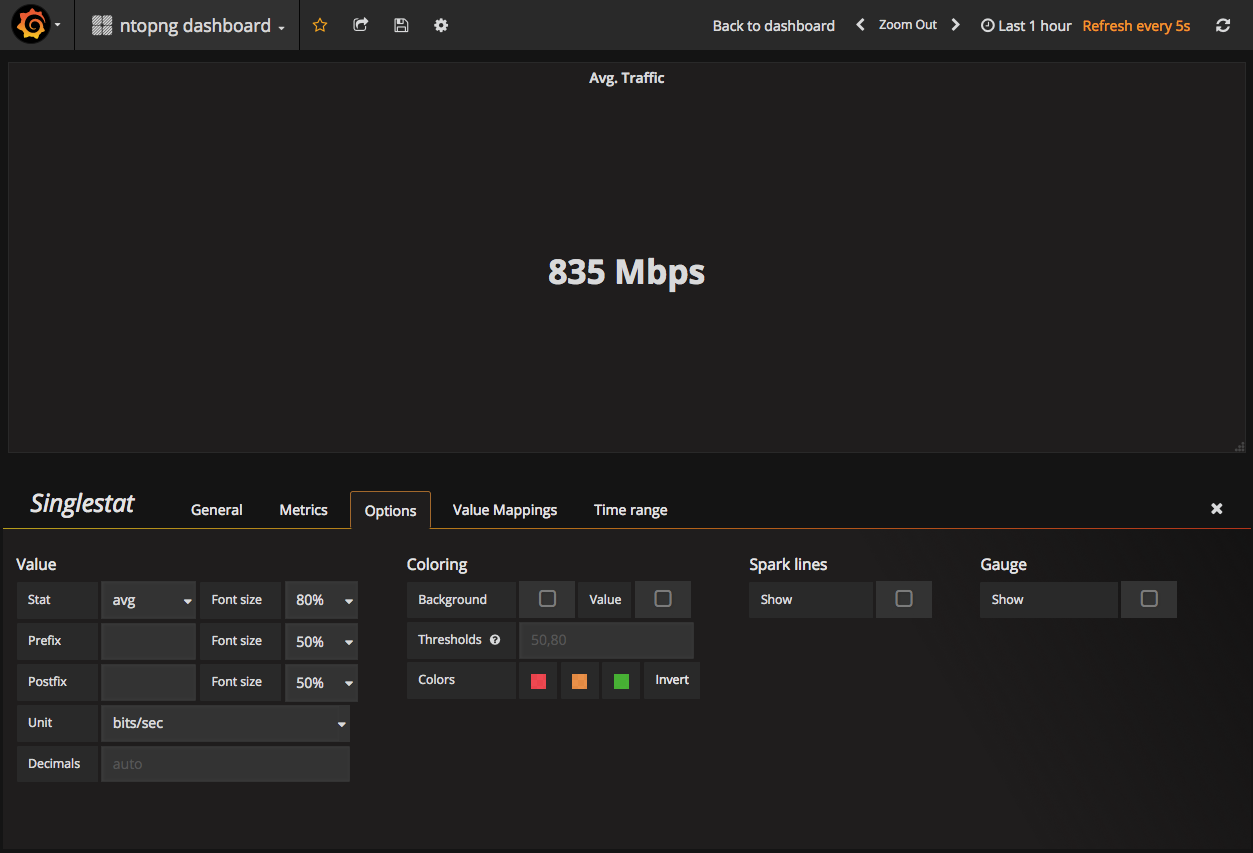 ntopng dashboard
Back to dashboard Zoom Out Last 1 hour Refresh every 5s
Avg. Traffic
835 Mbps
Singlestat General Metrics Options Value Mappings Time range
Value Coloring Spark lines Gauge
Stat avg Font size 80% Background Value Show Show
Prefix Font size 50% Thresholds 50,80
Postfix Font size 50% Colors Invert
Unit bits/sec
Decimals auto